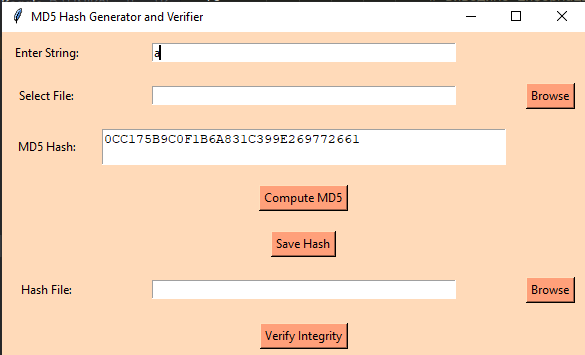 MD5 Hash Generator and Verifier
Enter String: a
Select File: Browse
MD5 Hash: 0CC175B9C0F1B6A831C399E269772661
Compute MD5
Save Hash
Hash File: Browse
Verify Integrity